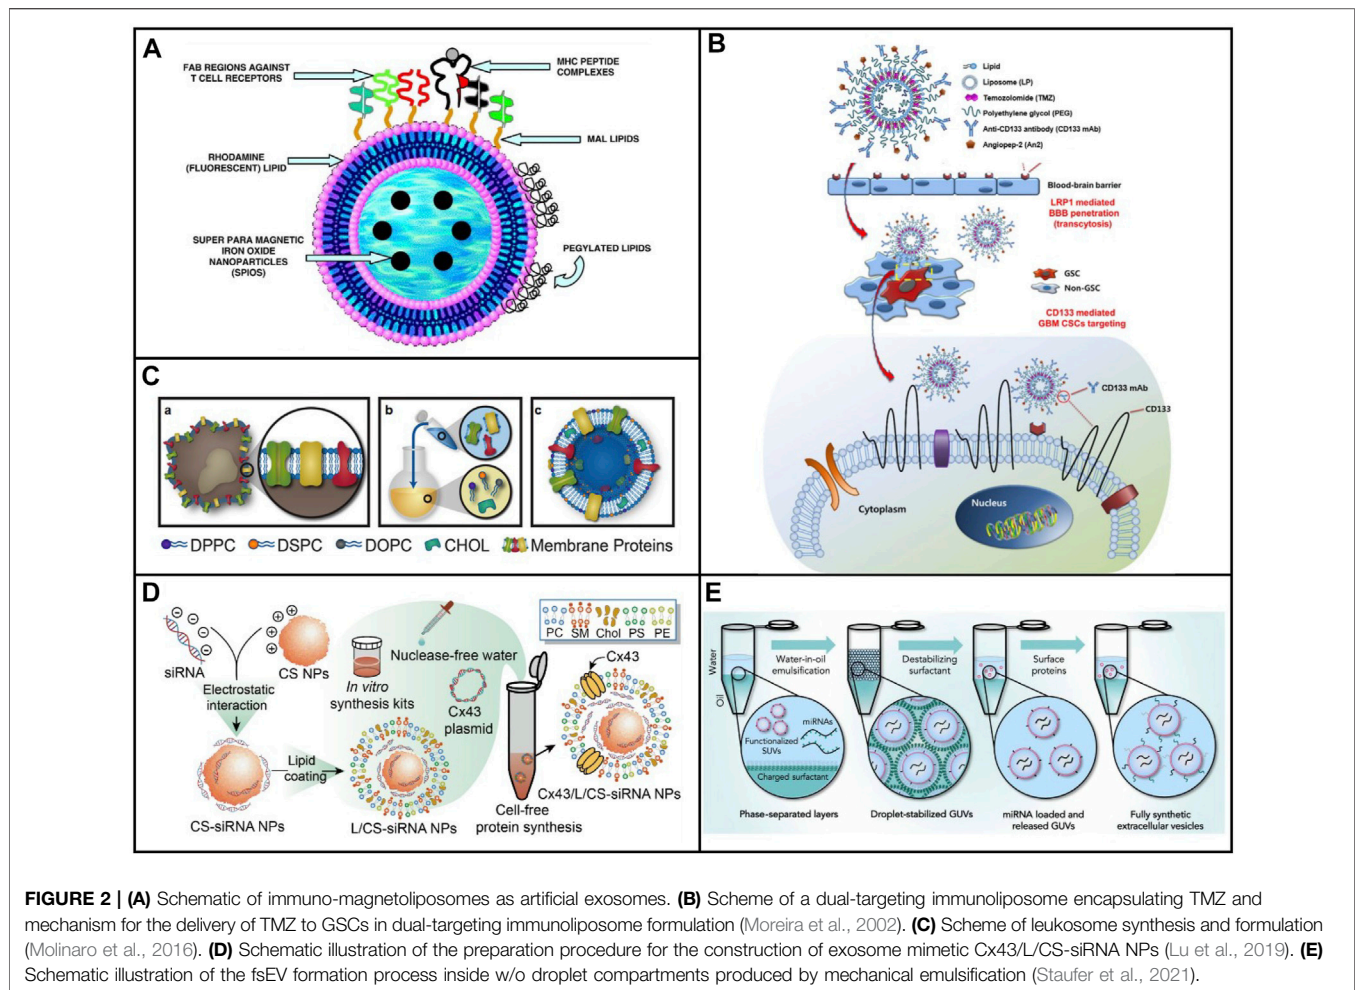 A
FAB REGIONS AGAINST
T CELL RECEPTORS
MHC PEPTIDE
COMPLEXES
MAL LIPIDS
RHODAMINE
(FLUORESCENT) LIPID
SUPER PARA MAGNETIC
IRON OXIDE
NANOPARTICLES
(SPIOS)
PEGYLATED LIPIDS
B
Lipid
Liposome (LP)
Temozolomide (TMZ)
Polyethylene glycol (PEG)
Anti-CD133 antibody (CD133 mAb)
Angiopep-2 (An2)
Blood-brain barrier
LRP1 mediated
BBB penetration
(transcytosis)
GSC
Non-GSC
CD133 mediated
GBM CSCs targeting
CD133 mAb
CD133
Cytoplasm
Nucleus
C
a
b
c
DPPC
DSPC
DOPC
CHOL
Membrane Proteins
D
siRNA
CS NPs
Electrostatic
interaction
CS-siRNA NPs
Lipid
coating
In vitro
synthesis kits
Nuclease-free water
Cx43
plasmid
L/CS-siRNA NPs
Cell-free
protein synthesis
PC SM Chol PS PE
Cx43
Cx43/L/CS-siRNA NPs
E
Water
Oil
Water-in-oil
emulsification
Destabilizing
surfactant
Surface
proteins
miRNAs
Functionalized
SUVs
Charged surfactant
Phase-separated layers
Droplet-stabilized GUVs
miRNA loaded and
released GUVs
Fully synthetic
extracellular vesicles
FIGURE 2 | (A) Schematic of immuno-magnetoliposomes as artificial exosomes. (B) Scheme of a dual-targeting immunoliposome encapsulating TMZ and
mechanism for the delivery of TMZ to GSCs in dual-targeting immunoliposome formulation (Moreira et al., 2002). (C) Scheme of leukosome synthesis and formulation
(Molinaro et al., 2016). (D) Schematic illustration of the preparation procedure for the construction of exosome mimetic Cx43/L/CS-siRNA NPs (Lu et al., 2019). (E)
Schematic illustration of the fsEV formation process inside w/o droplet compartments produced by mechanical emulsification (Staufer et al., 2021).